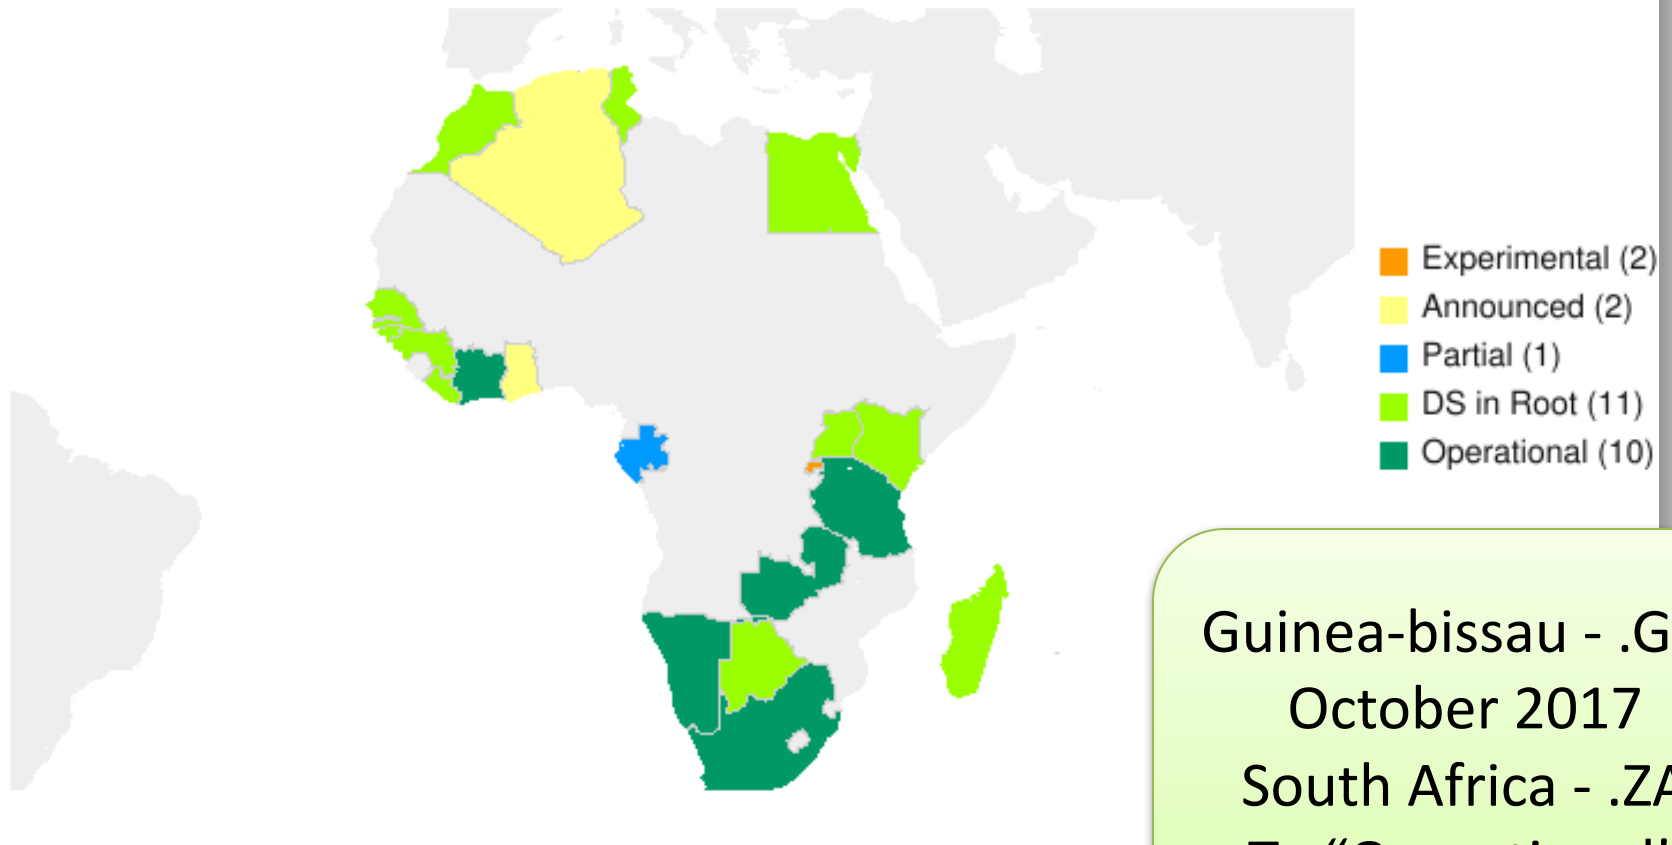 Experimental (2)
Announced (2)
Partial (1)
DS in Root (11)
Operational (10)
Guinea-bissau - .G
October 2017
South Africa - .ZA